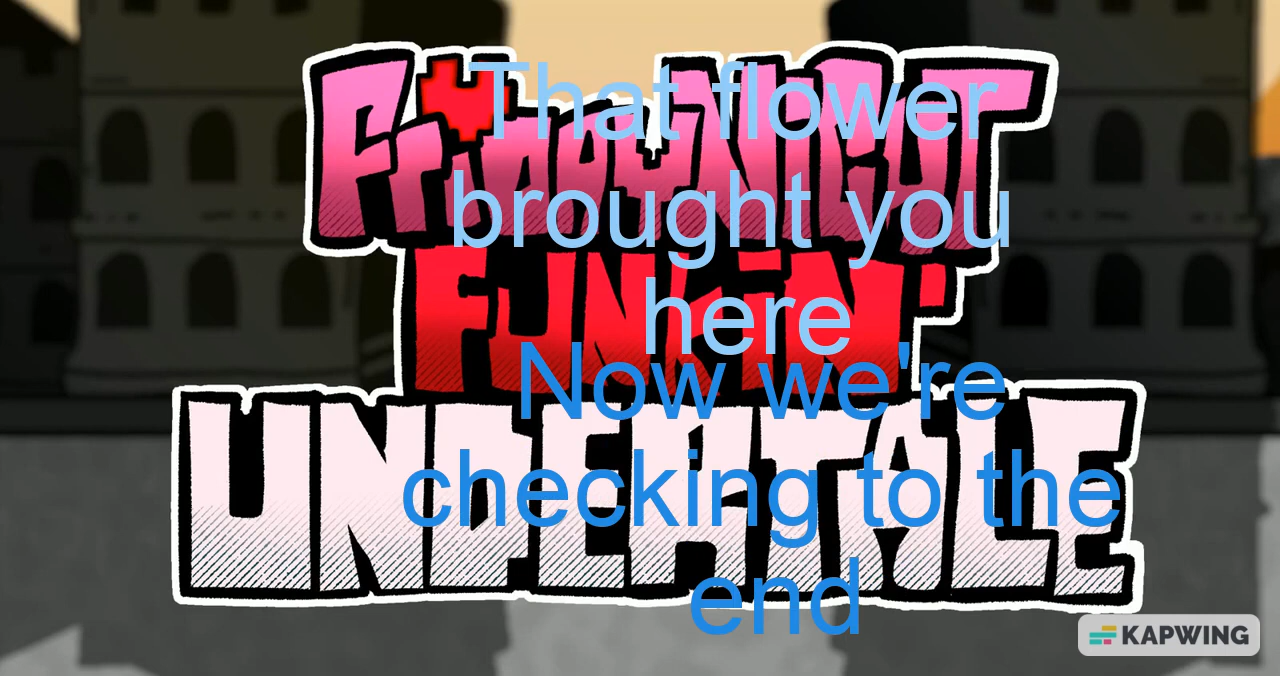 FRiDAY NIGHT
That flower
brought you
here
FUNKiN'
Now we're
checking to the
end
UNDERTALE
KAPWING